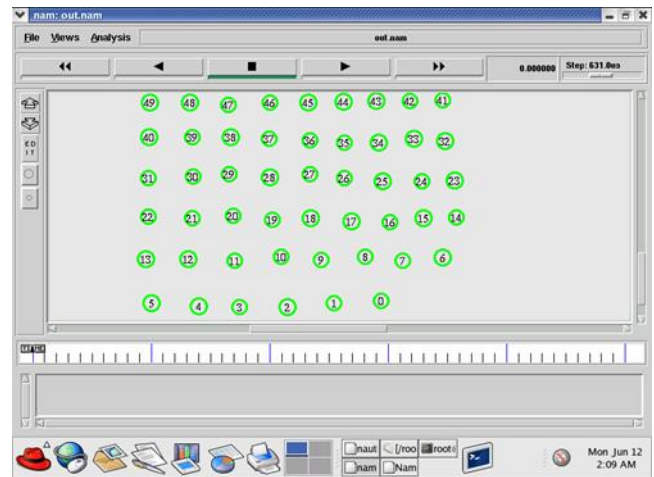 nam: out.nam
File Views Analysis out.nam
0.000000 Step: 631.0us
49 48 47 46 45 44 43 42 41
40 39 38 37 36 35 34 33 32
ED
IT
31 30 29 28 27 26 25 24 23
22 21 20 19 18 17 16 15 14
13 12 11 10 9 8 7 6
5 4 3 2 1 0
naut [/roo root@
nam Nam
Mon Jun 12
2:09 AM